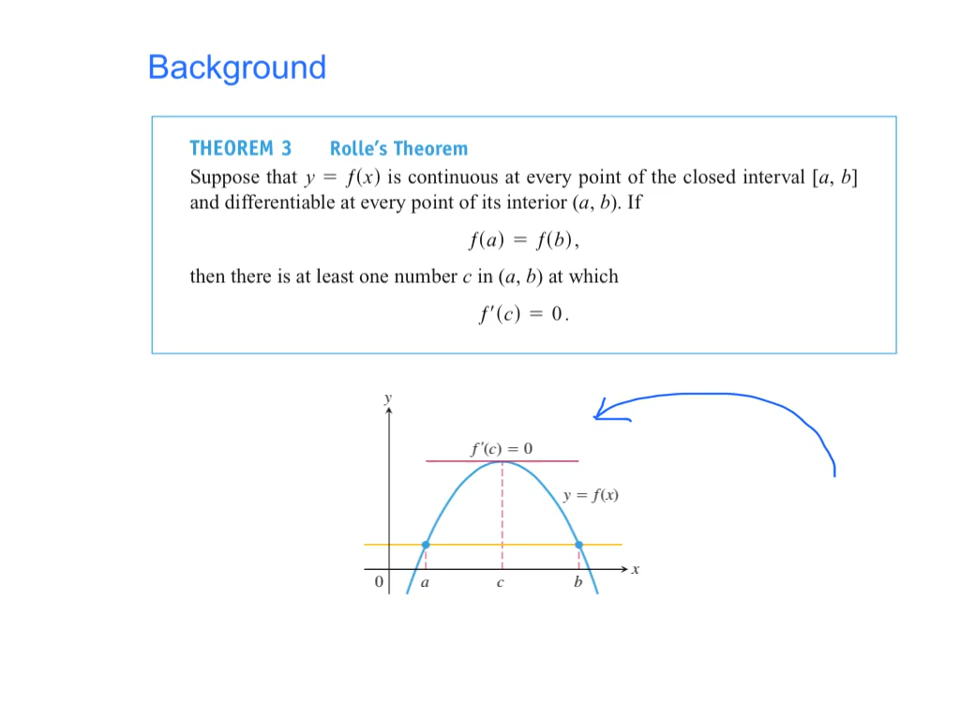 Background
THEOREM 3 Rolle's Theorem
Suppose that y = f(x) is continuous at every point of the closed interval [a, b]
and differentiable at every point of its interior (a, b). If
f(a) = f(b),
then there is at least one number c in (a, b) at which
f′(c) = 0.
y
f′(c) = 0
y = f(x)
0 a c b x